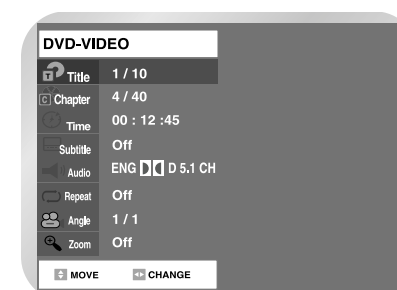 DVD-VIDEO
T Title 1 / 10
C Chapter 4 / 40
Time 00 : 12 :45
Subtitle Off
Audio ENG D 5.1 CH
Repeat Off
Angle 1 / 1
Zoom Off
MOVE CHANGE